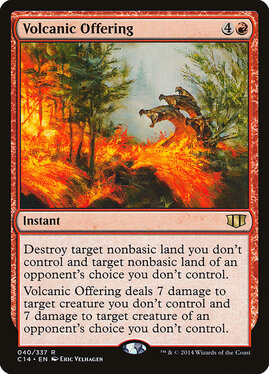 Volcanic Offering 4
Instant
Destroy target nonbasic land you don't
control and target nonbasic land of an
opponent's choice you don't control.
Volcanic Offering deals 7 damage to
target creature you don't control and
7 damage to target creature of an
opponent's choice you don't control.
040/337 R
C14 • EN Eric Velhagen
™ & © 2014 Wizards of the Coast